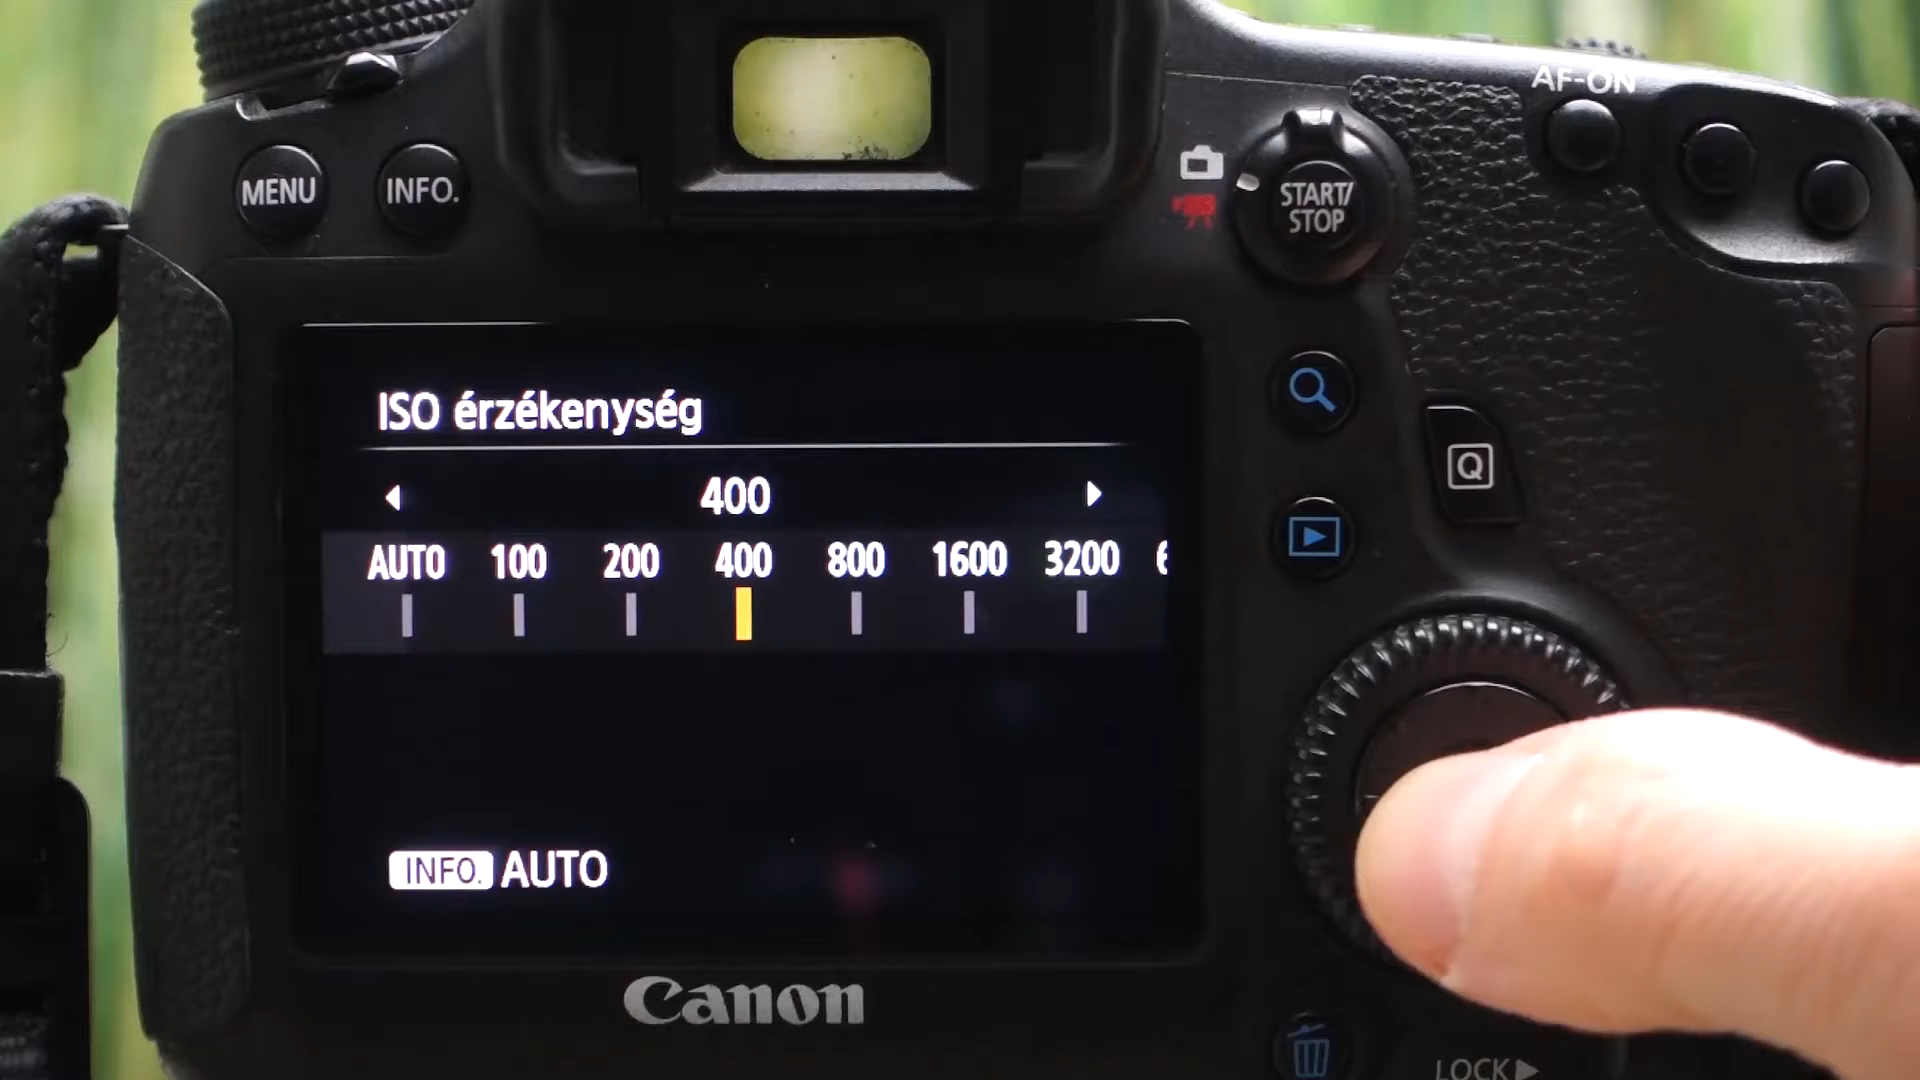 AF-ON
MENU INFO.
START/
STOP
ISO érzékenység
400
AUTO 100 200 400 800 1600 3200
Q
INFO. AUTO
Canon
LOCK